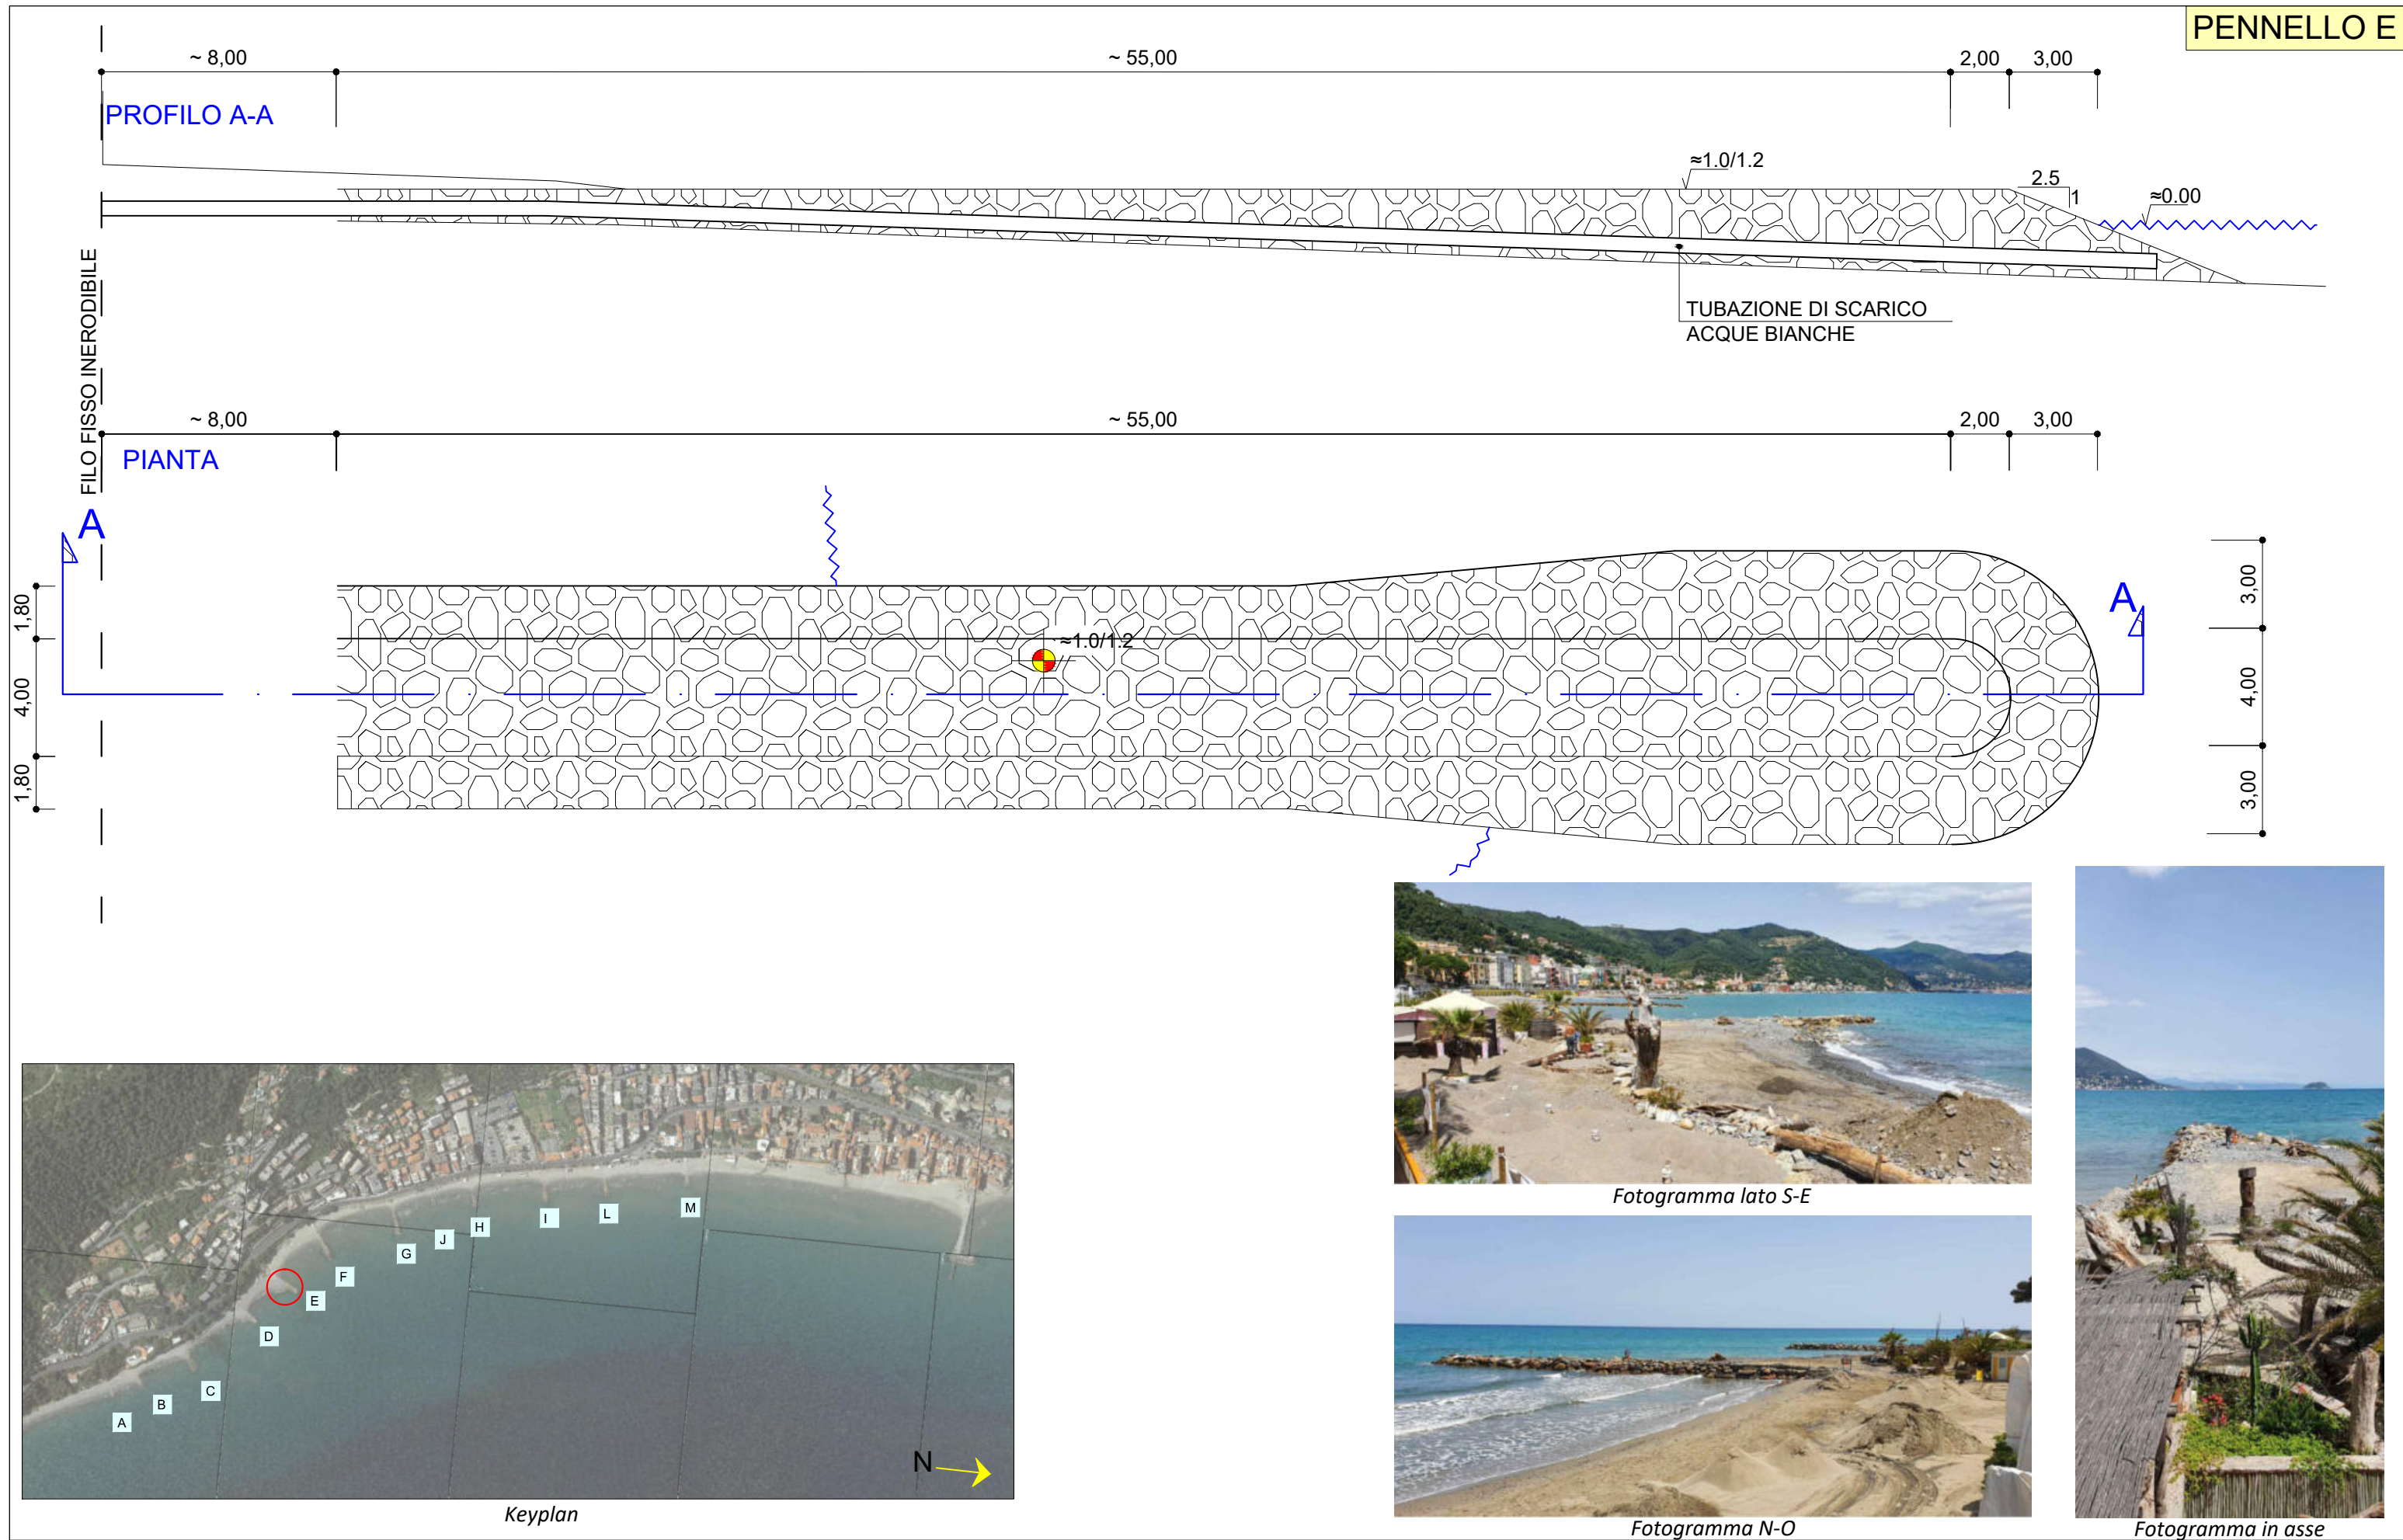 PENNELLO E
~ 8,00
~ 55,00
2,00
3,00
PROFILO A-A
≈1.0/1.2
2.5
1
≈0.00
TUBAZIONE DI SCARICO
ACQUE BIANCHE
FILO FISSO INERODIBILE
~ 8,00
~ 55,00
2,00
3,00
PIANTA
A
A
1,80
4,00
1,80
≈1.0/1.2
3,00
4,00
3,00
A
B
C
D
E
F
G
J
H
I
L
M
N
Keyplan
Fotogramma lato S-E
Fotogramma N-O
Fotogramma in asse